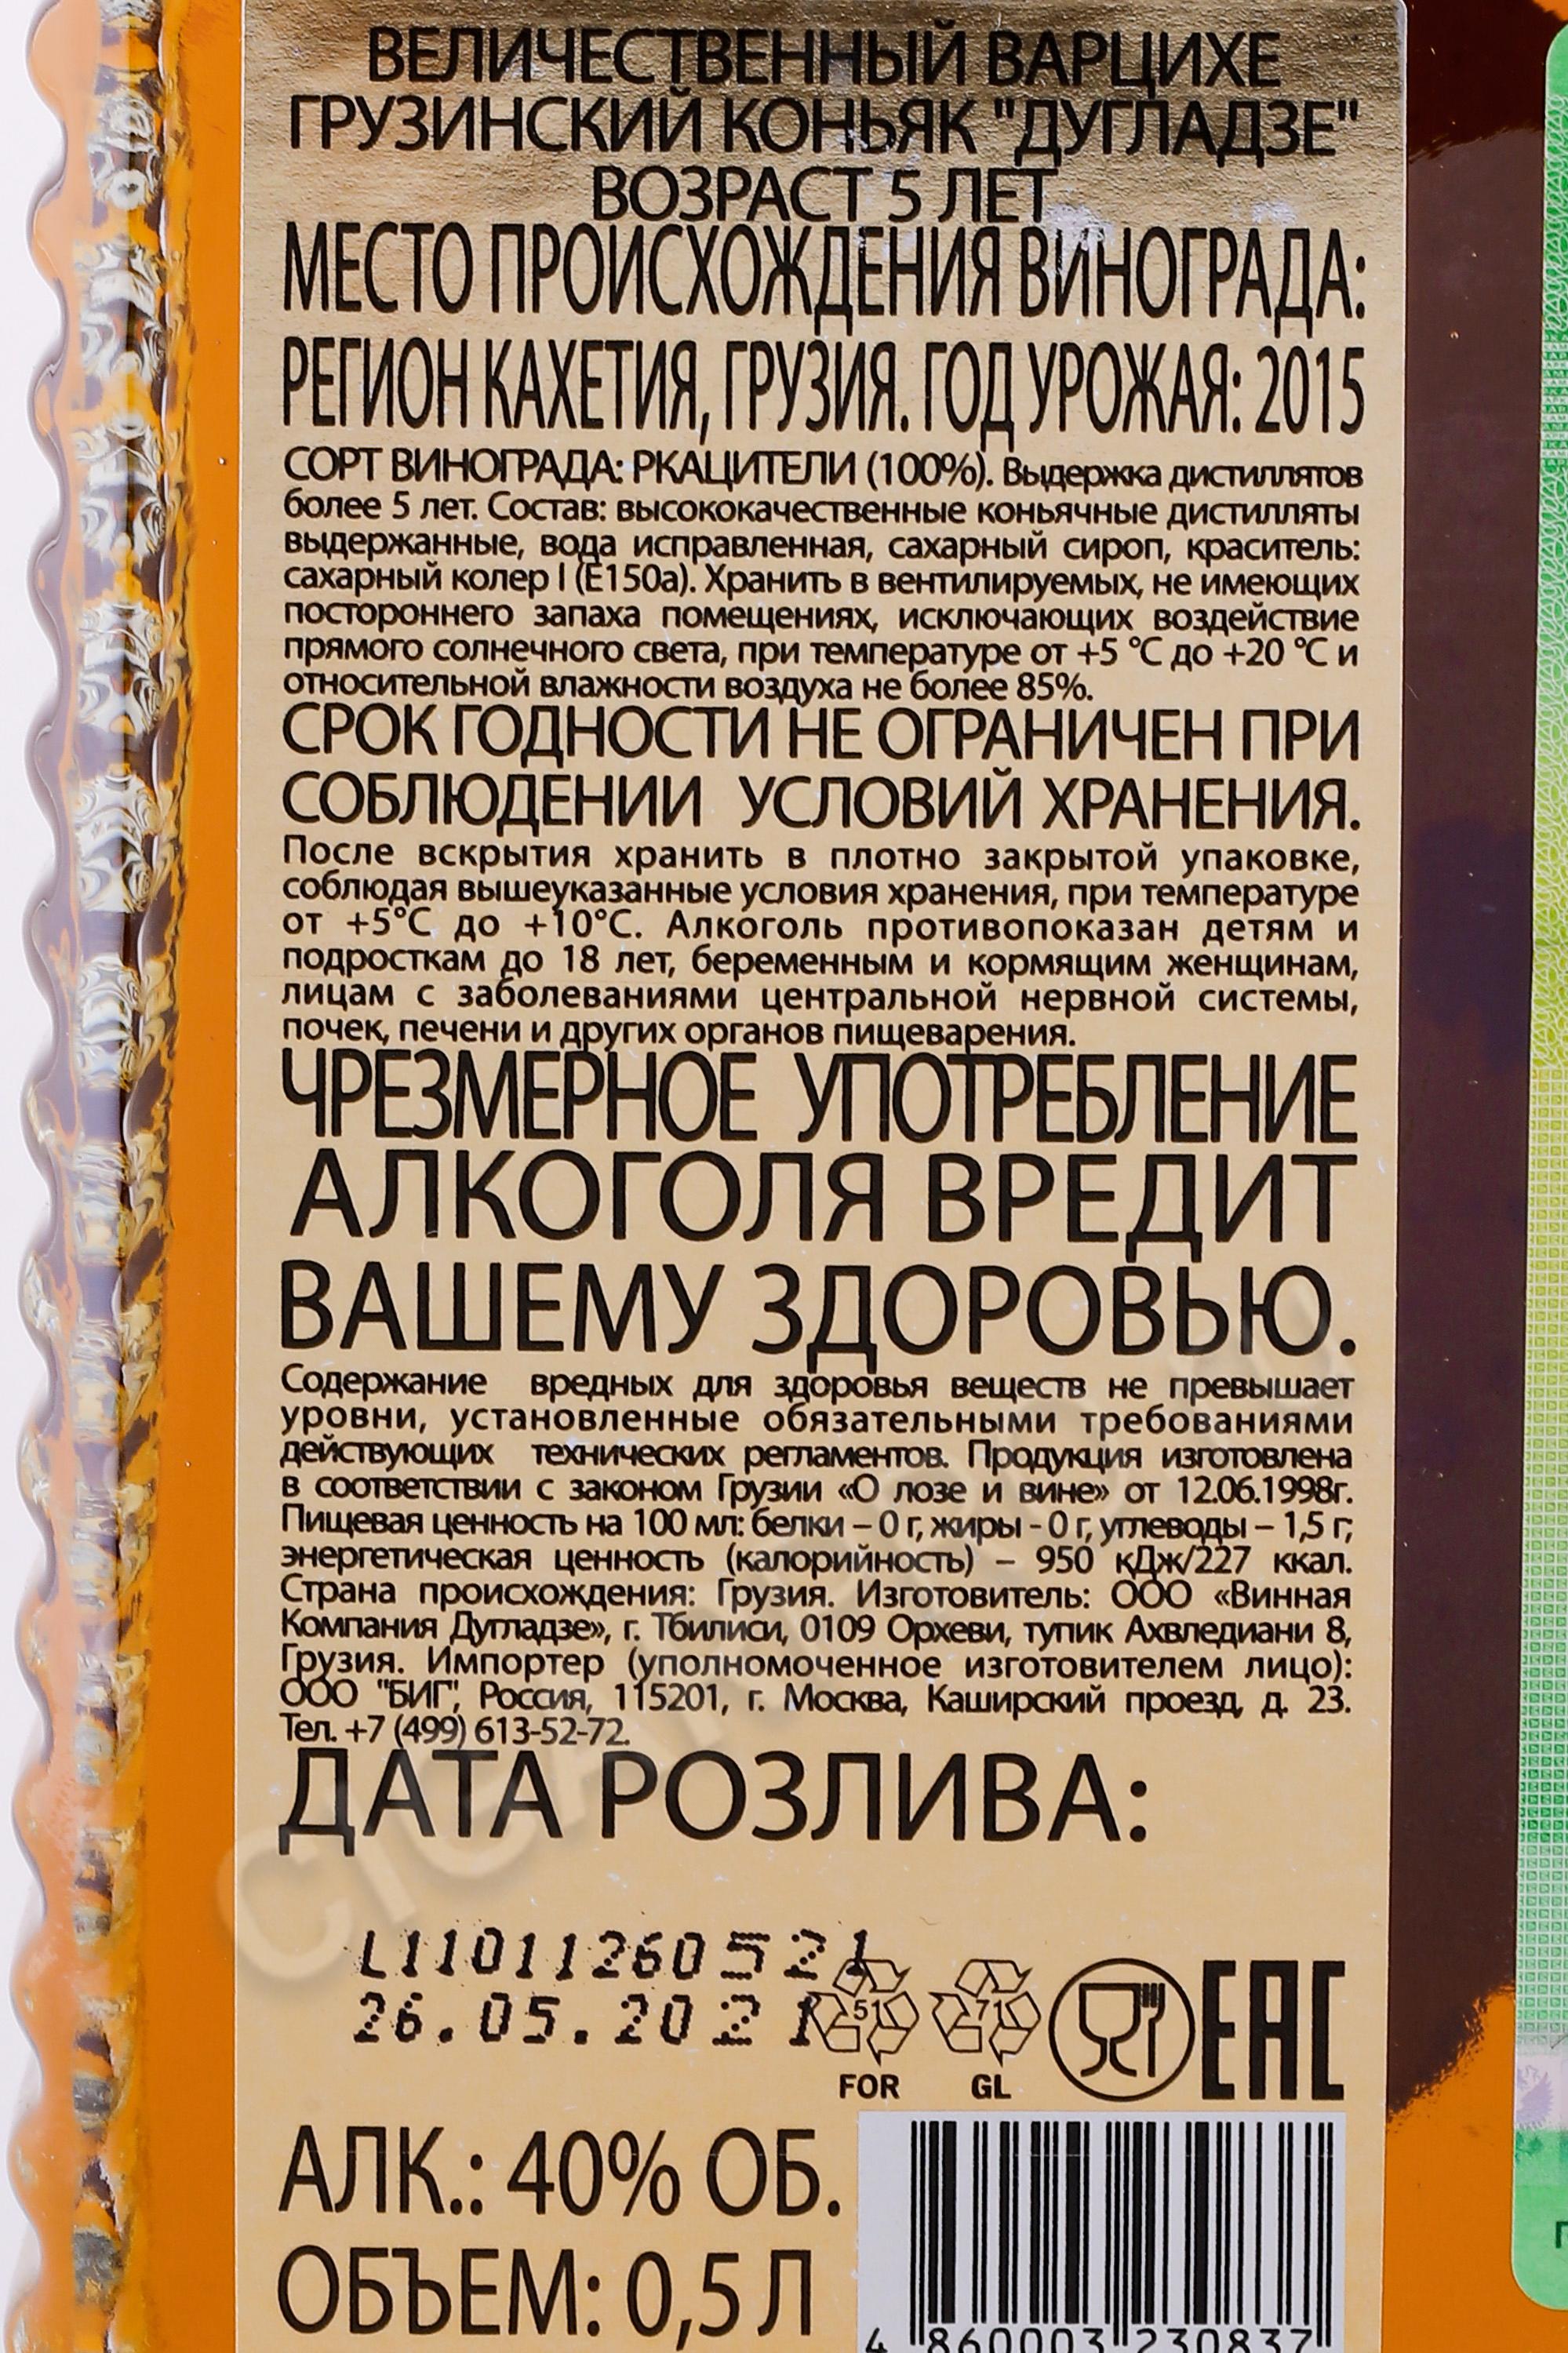 ВЕЛИЧЕСТВЕННЫЙ ВАРЦИХЕ
ГРУЗИНСКИЙ КОНЬЯК "ДУГЛАДЗЕ"
ВОЗРАСТ 5 ЛЕТ
МЕСТО ПРОИСХОЖДЕНИЯ ВИНОГРАДА:
РЕГИОН КАХЕТИЯ, ГРУЗИЯ. ГОД УРОЖАЯ: 2015
СОРТ ВИНОГРАДА: РКАЦИТЕЛИ (100%). Выдержка дистиллятов
более 5 лет. Состав: высококачественные коньячные дистилляты
выдержанные, вода исправленная, сахарный сироп, краситель:
сахарный колер I (E150a). Хранить в вентилируемых, не имеющих
постороннего запаха помещениях, исключающих воздействие
прямого солнечного света, при температуре от +5 °C до +20 °C и
относительной влажности воздуха не более 85%.
СРОК ГОДНОСТИ НЕ ОГРАНИЧЕН ПРИ
СОБЛЮДЕНИИ УСЛОВИЙ ХРАНЕНИЯ.
После вскрытия хранить в плотно закрытой упаковке,
соблюдая вышеуказанные условия хранения, при температуре
от +5°C до +10°C. Алкоголь противопоказан детям и
подросткам до 18 лет, беременным и кормящим женщинам,
лицам с заболеваниями центральной нервной системы,
почек, печени и других органов пищеварения.
ЧРЕЗМЕРНОЕ УПОТРЕБЛЕНИЕ
АЛКОГОЛЯ ВРЕДИТ
ВАШЕМУ ЗДОРОВЬЮ.
Содержание вредных для здоровья веществ не превышает
уровни, установленные обязательными требованиями
действующих технических регламентов. Продукция изготовлена
в соответствии с законом Грузии «О лозе и вине» от 12.06.1998г.
Пищевая ценность на 100 мл: белки – 0 г, жиры - 0 г, углеводы – 1,5 г;
энергетическая ценность (калорийность) – 950 кДж/227 ккал.
Страна происхождения: Грузия. Изготовитель: ООО «Винная
Компания Дугладзе», г. Тбилиси, 0109 Орхеви, тупик Ахвледиани 8,
Грузия. Импортер (уполномоченное изготовителем лицо):
ООО "БИГ", Россия, 115201, г. Москва, Каширский проезд, д. 23.
Тел. +7 (499) 613-52-72.
ДАТА РОЗЛИВА:
L11011260521
26.05.2021
51 71
FOR GL
EAC
АЛК.: 40% ОБ.
ОБЪЕМ: 0,5 Л
4 860003 230837